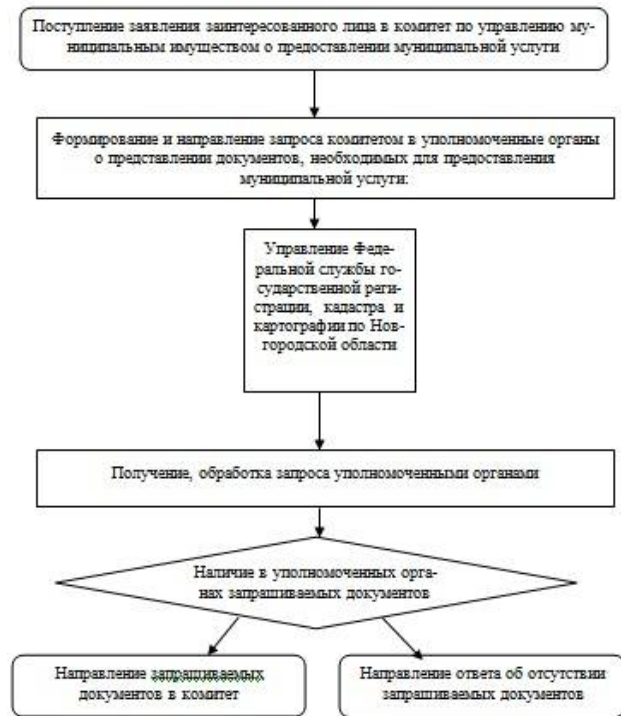 Поступление заявления заинтересованного лица в комитет по управлению му-
ниципальным имуществом о предоставлении муниципальной услуги
Формирование и направление запроса комитетом в уполномоченные органы
о представлении документов, необходимых для предоставления
муниципальной услуги:
Управление Феде-
ральной службы го-
сударственной реги-
страции, кадастра и
картографии по Нов-
городской области
Получение, обработка запроса уполномоченными органами
Наличие в уполномоченных орга-
нах запрашиваемых документов
Направление запрашиваемых
документов в комитет
Направление ответа об отсутствии
запрашиваемых документов